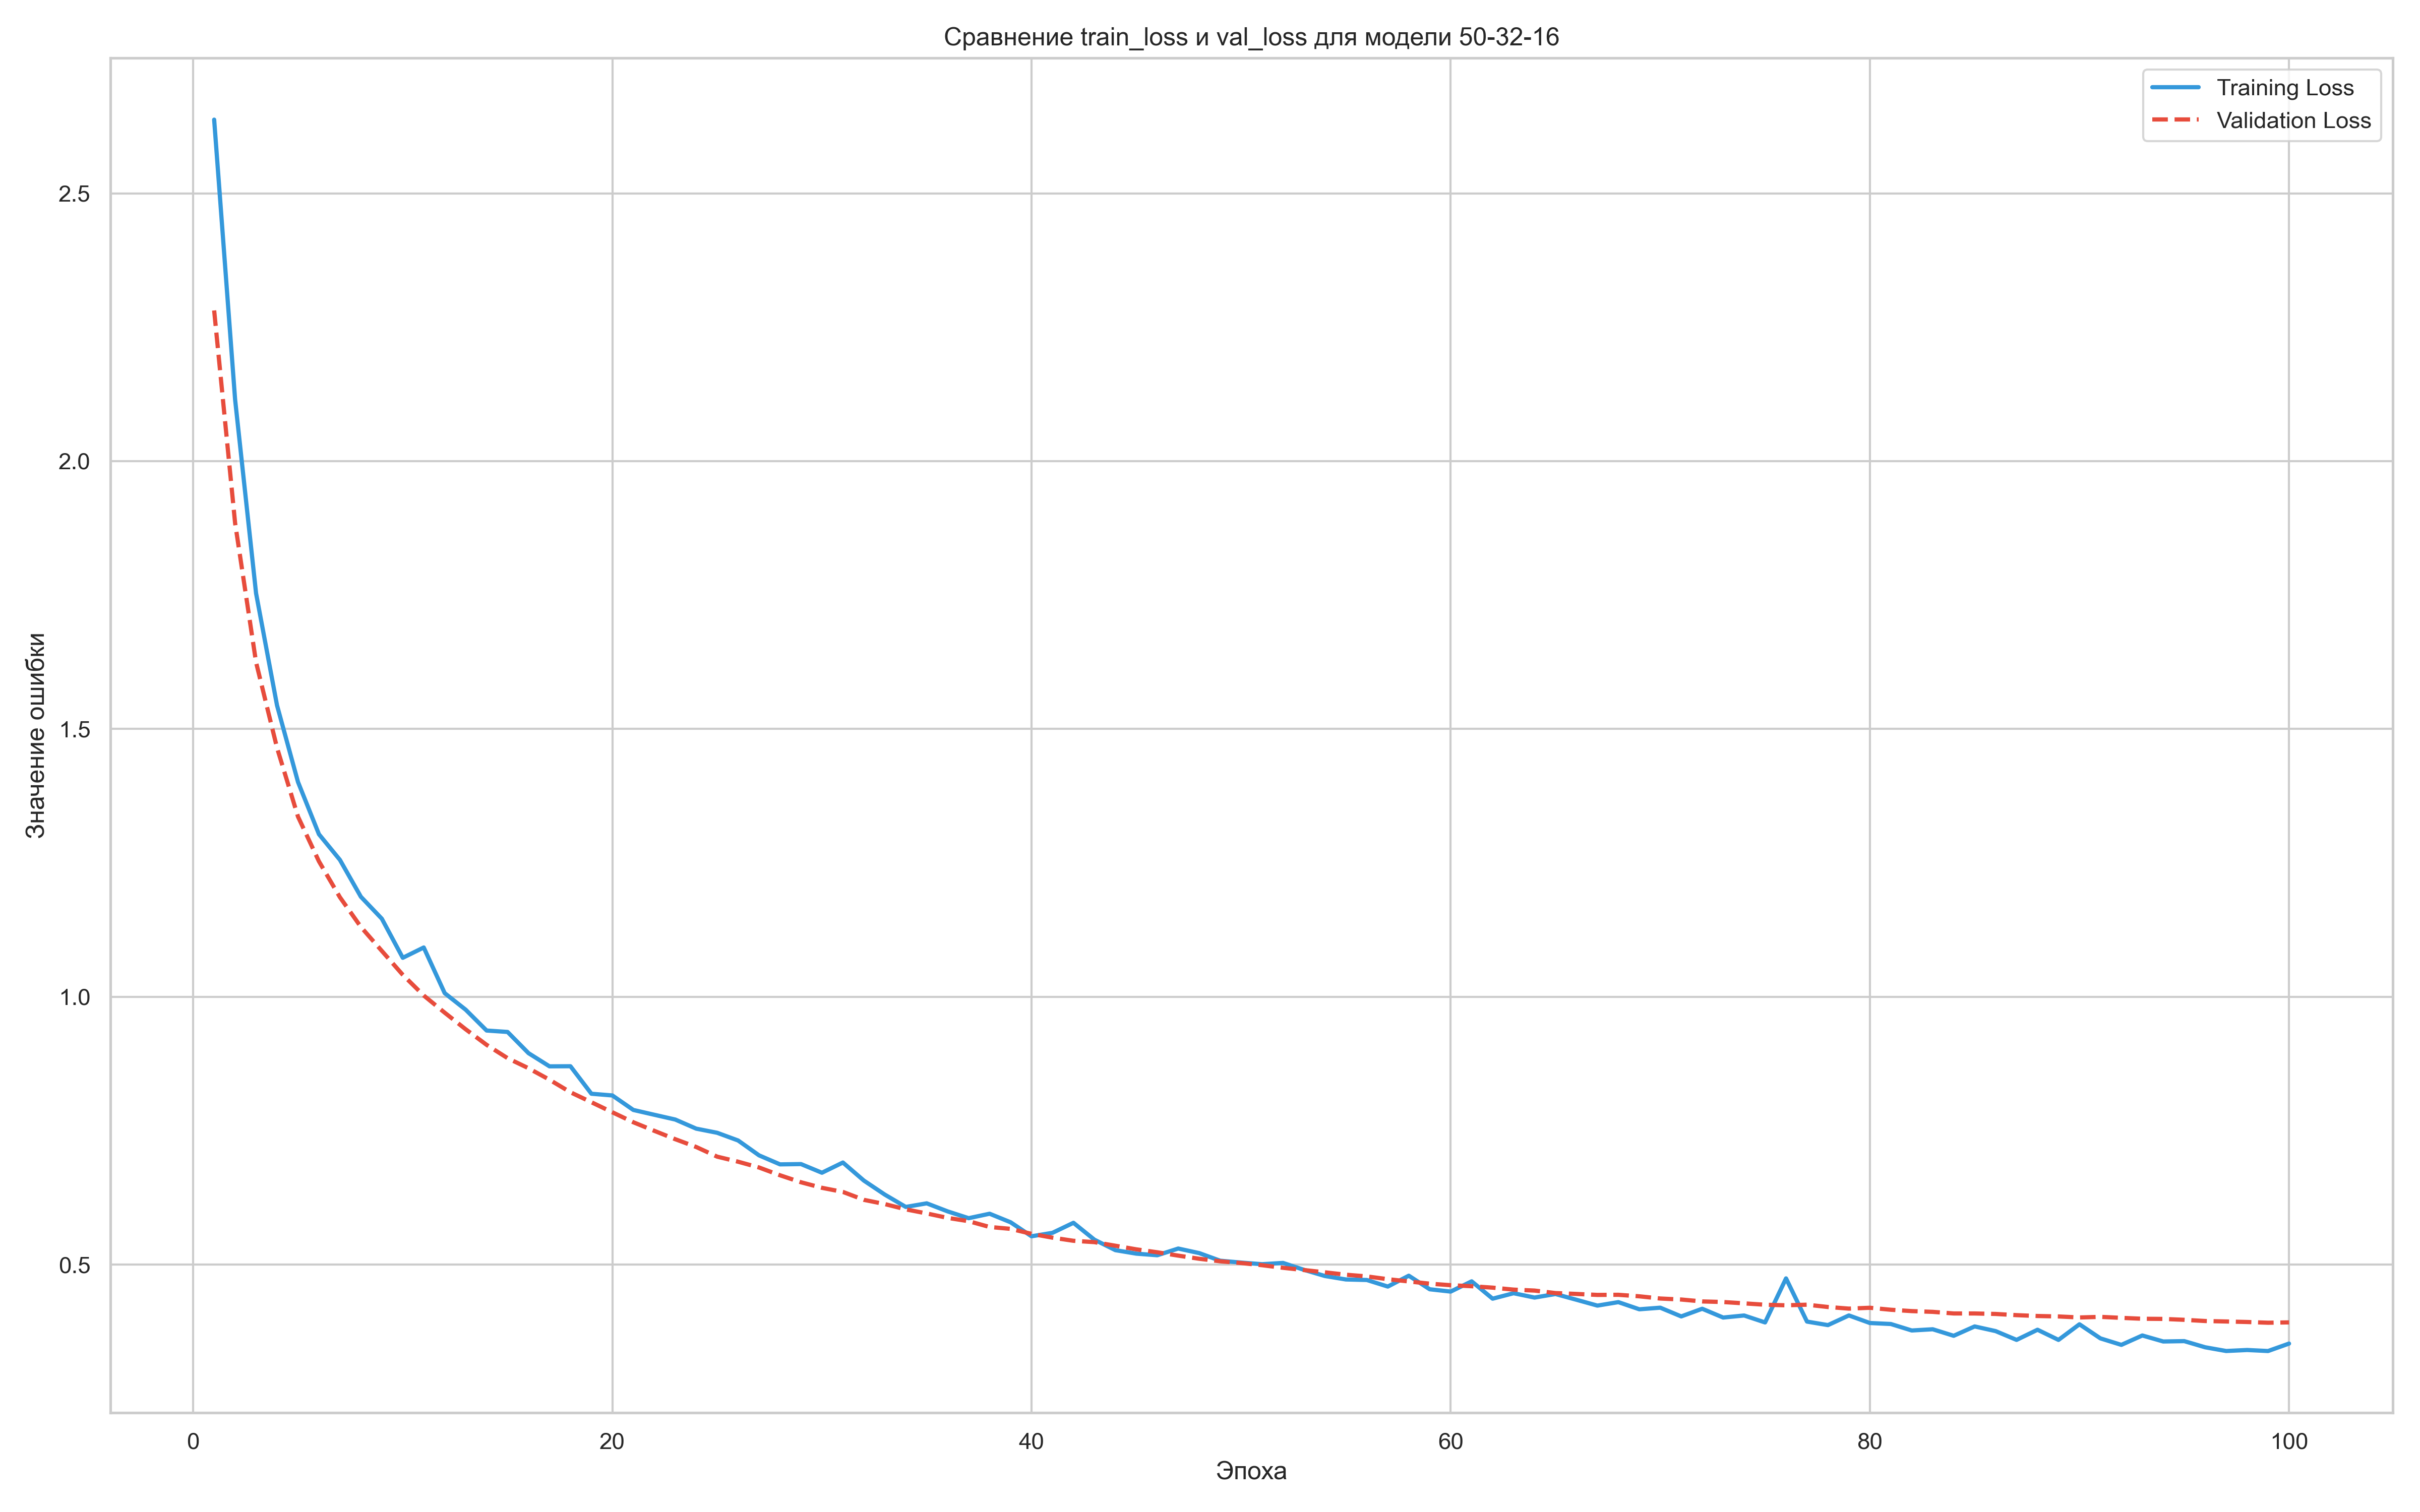 Сравнение train_loss и val_loss для модели 50-32-16
Training Loss
Validation Loss
Значение ошибки
2.5
2.0
1.5
1.0
0.5
0
20
40
60
80
100
Эпоха